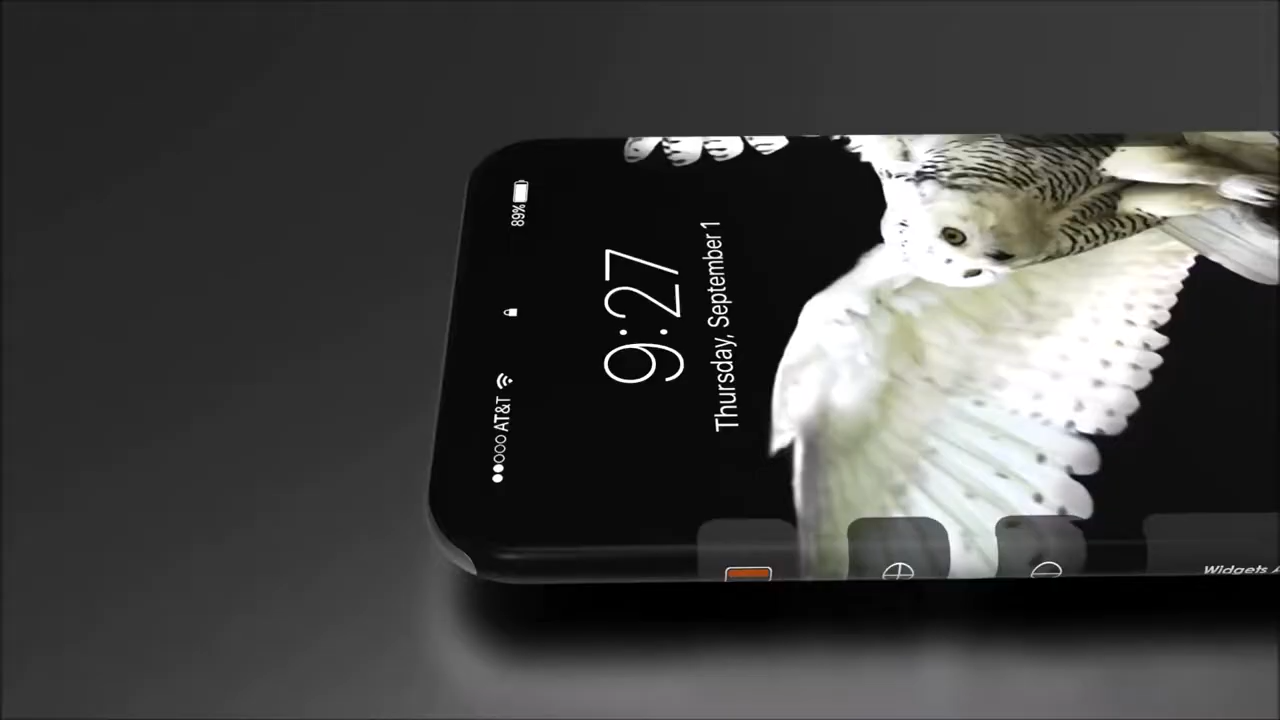 ●●○○○ AT&T 89%
9:27
Thursday, September 1
Widgets